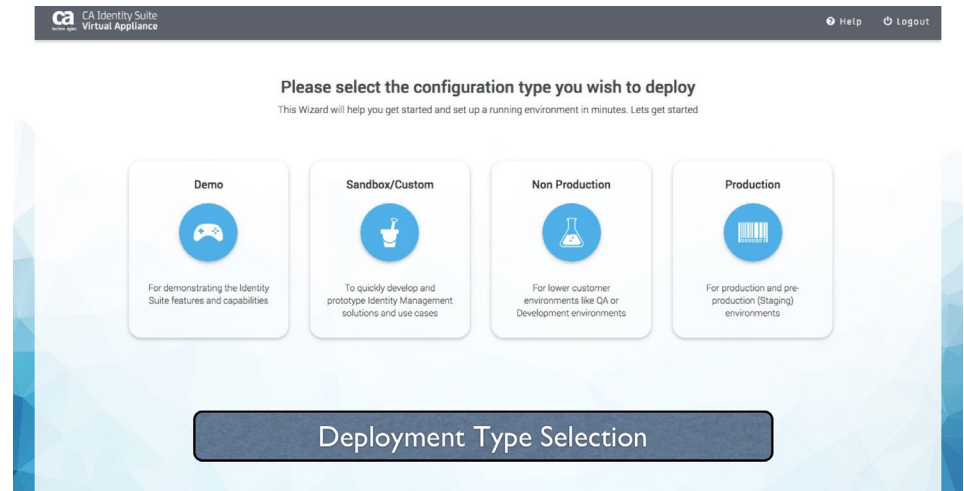 ca
CA Identity Suite
technologies
Virtual Appliance
Help
Logout
Please select the configuration type you wish to deploy
This Wizard will help you get started and set up a running environment in minutes. Lets get started
Demo
For demonstrating the Identity
Suite features and capabilities
Sandbox/Custom
To quickly develop and
prototype Identity Management
solutions and use cases
Non Production
For lower customer
environments like QA or
Development environments
Production
For production and pre-
production (Staging)
environments
Deployment Type Selection